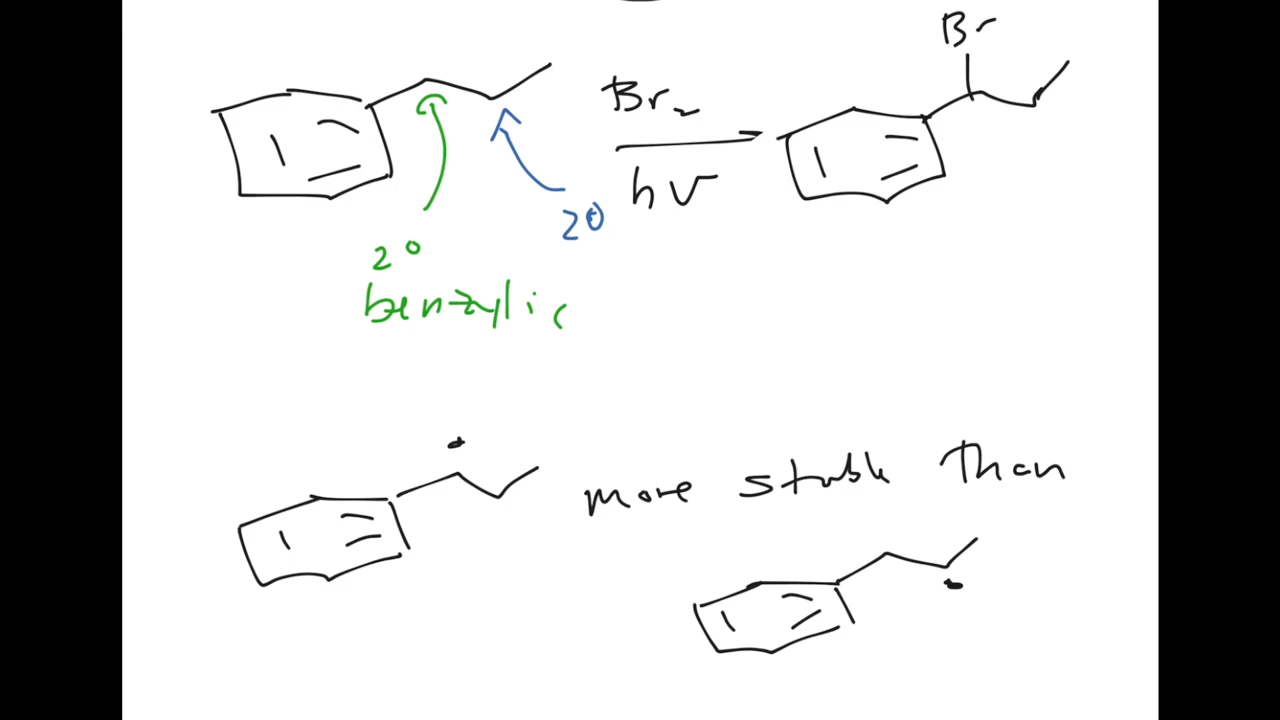 Br
Br₂
hν
2°
2°
benzylic
more stable than